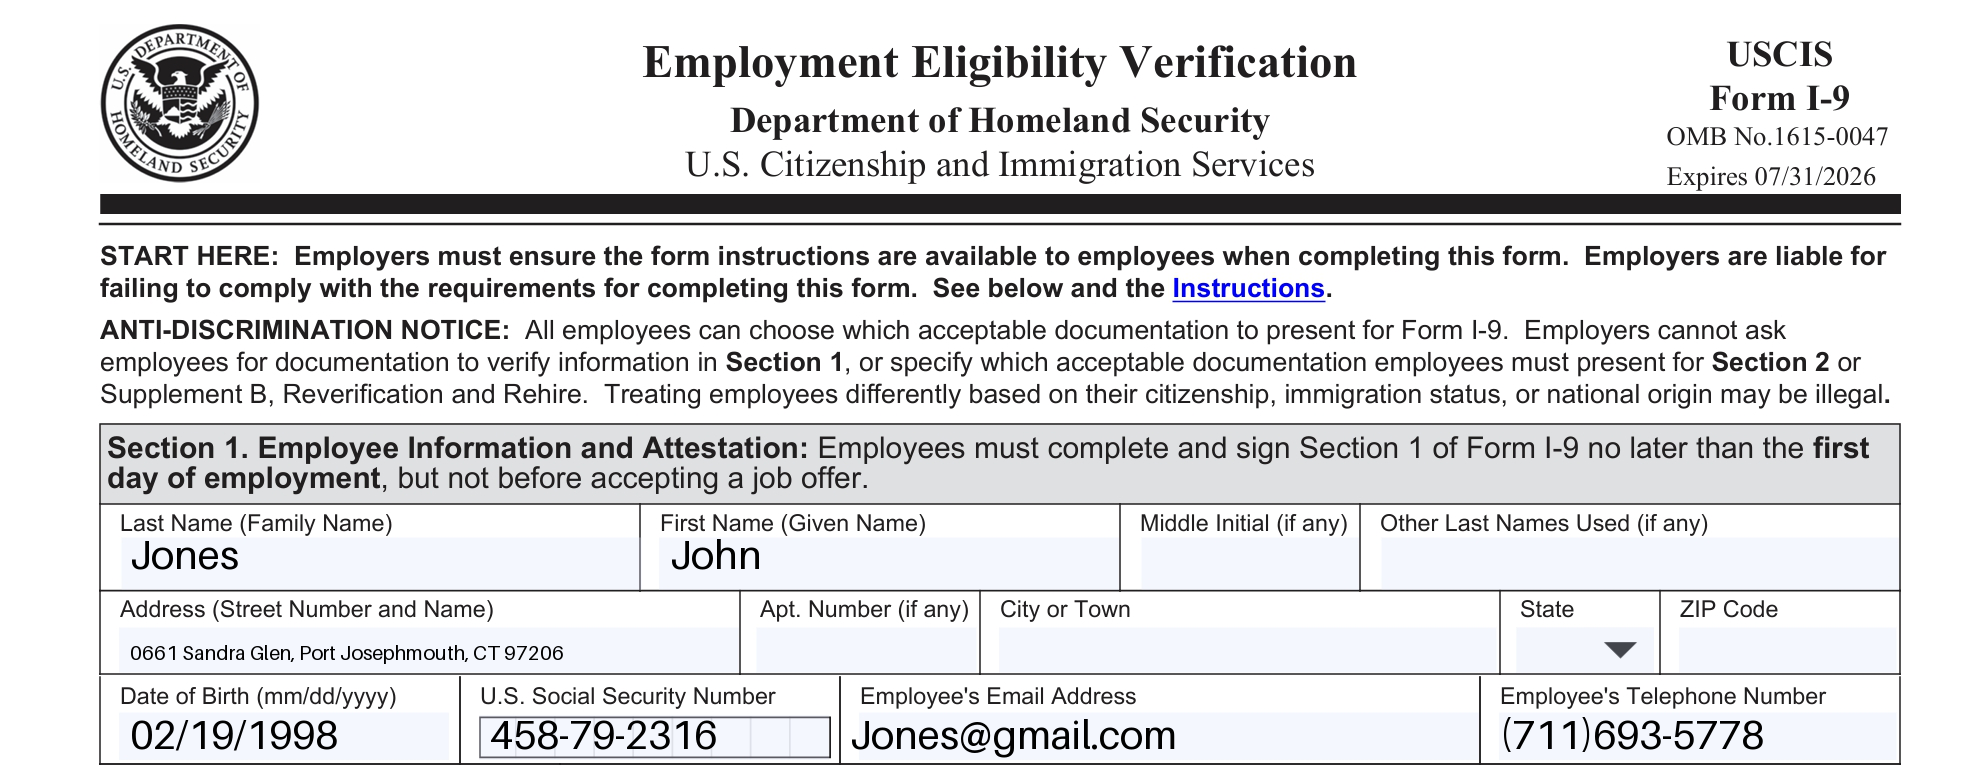 U.S. DEPARTMENT OF HOMELAND SECURITY
Employment Eligibility Verification
Department of Homeland Security
U.S. Citizenship and Immigration Services
USCIS
Form I-9
OMB No.1615-0047
Expires 07/31/2026
START HERE: Employers must ensure the form instructions are available to employees when completing this form. Employers are liable for
failing to comply with the requirements for completing this form. See below and the Instructions.
ANTI-DISCRIMINATION NOTICE: All employees can choose which acceptable documentation to present for Form I-9. Employers cannot ask
employees for documentation to verify information in Section 1, or specify which acceptable documentation employees must present for Section 2 or
Supplement B, Reverification and Rehire. Treating employees differently based on their citizenship, immigration status, or national origin may be illegal.
Section 1. Employee Information and Attestation: Employees must complete and sign Section 1 of Form I-9 no later than the first
day of employment, but not before accepting a job offer.
Last Name (Family Name) First Name (Given Name) Middle Initial (if any) Other Last Names Used (if any)
Jones John
Address (Street Number and Name) Apt. Number (if any) City or Town State ZIP Code
0661 Sandra Glen, Port Josephmouth, CT 97206
Date of Birth (mm/dd/yyyy) U.S. Social Security Number Employee's Email Address Employee's Telephone Number
02/19/1998 458-79-2316 Jones@gmail.com (711)693-5778